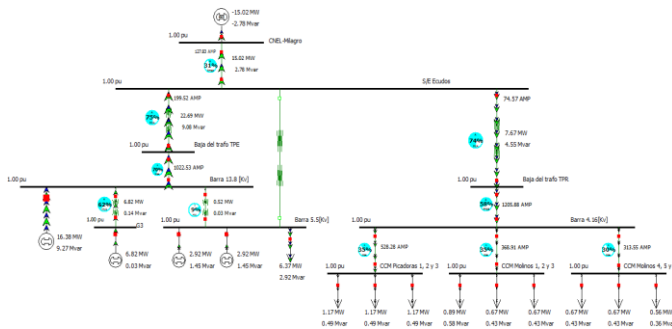 -15.02 MW
-2.78 Mvar
1.00 pu
CNEL-Milagro
15.02 MW
31%
2.78 Mvar
1.00 pu
S/E Ecudos
199.52 AMP
74.57 AMP
75%
22.69 MW
9.08 Mvar
74%
7.67 MW
4.55 Mvar
1.00 pu
Baja del trafo TPE
1022.53 AMP
1.00 pu
Barra 13.8 [Kv]
1.00 pu
Baja del trafo TPR
6.82 MW
0.14 Mvar
9%
0.52 MW
0.03 Mvar
1.00 pu
G3
1.00 pu
Barra 5.5[Kv]
1.00 pu
Barra 4.16[Kv]
16.38 MW
9.27 Mvar
6.82 MW
0.03 Mvar
2.92 MW
1.45 Mvar
2.92 MW
1.45 Mvar
6.37 MW
2.92 Mvar
528.28 AMP
313.55 AMP
1.00 pu
CCM Picadoras 1, 2 y 3
1.00 pu
CCM Molinos 1, 2 y 3
1.00 pu
CCM Molinos 4, 5 y
1.17 MW
0.49 Mvar
1.17 MW
0.49 Mvar
1.17 MW
0.49 Mvar
0.89 MW
0.58 Mvar
0.67 MW
0.43 Mvar
0.67 MW
0.43 Mvar
0.67 MW
0.43 Mvar
0.67 MW
0.43 Mvar
0.56 MW
0.36 Mvar